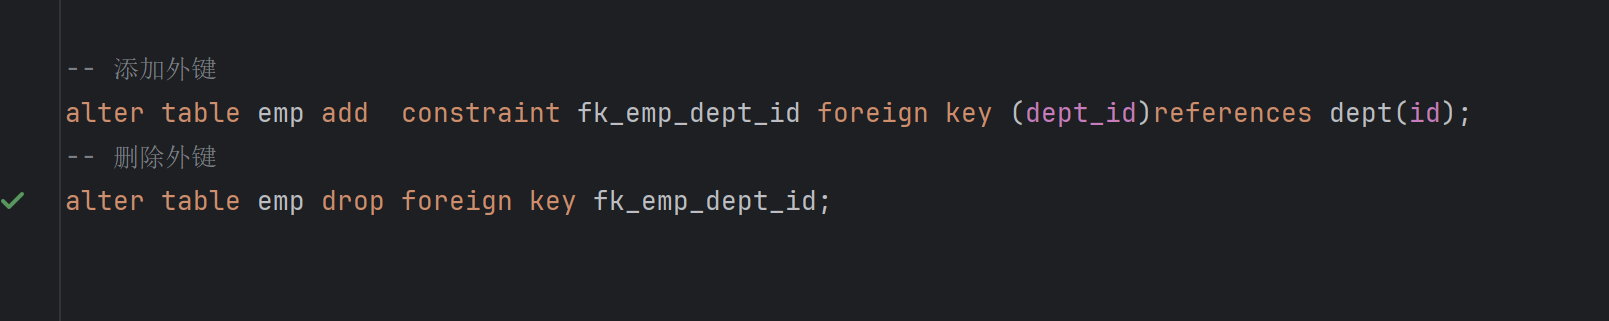 -- 添加外键
alter table emp add  constraint fk_emp_dept_id foreign key (dept_id)references dept(id);
-- 删除外键
alter table emp drop foreign key fk_emp_dept_id;